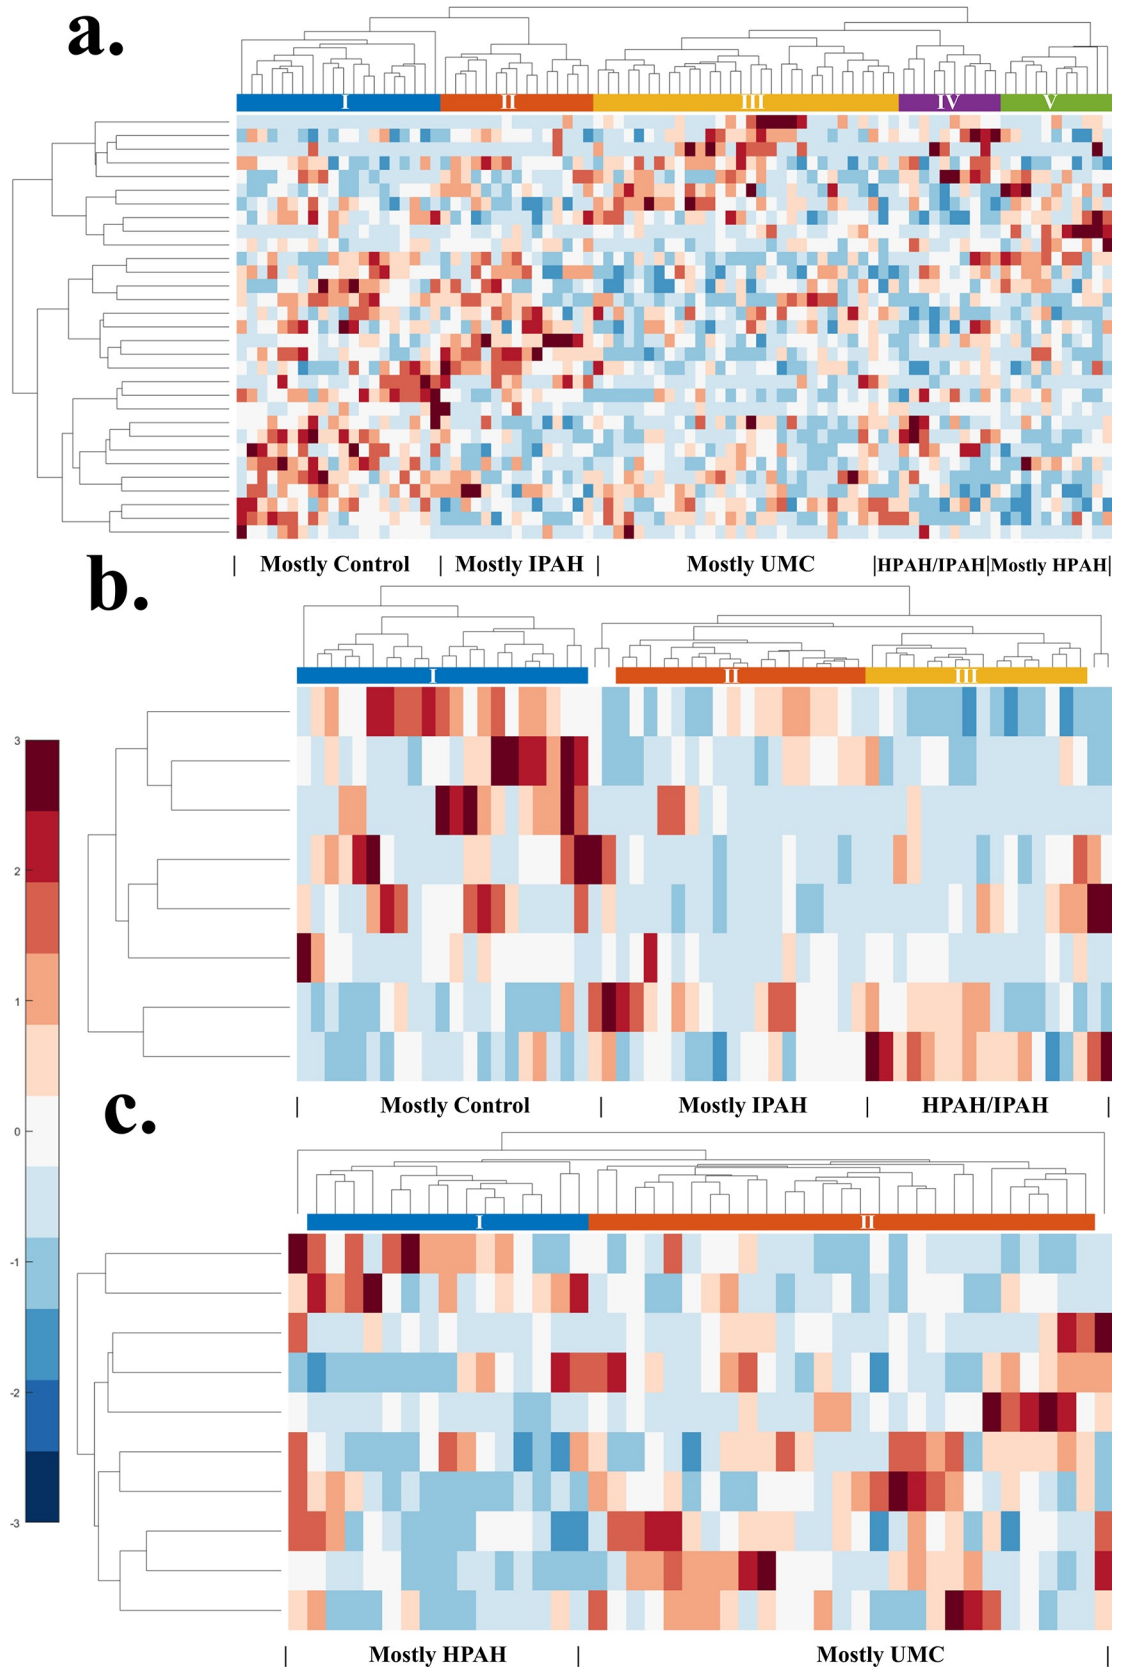 a.
I II III IV V
| Mostly Control | Mostly IPAH | Mostly UMC |HPAH/IPAH|Mostly HPAH|
b.
I II III
3
2
1
0
-1
-2
-3
| Mostly Control | Mostly IPAH | HPAH/IPAH |
c.
I II
| Mostly HPAH | Mostly UMC |